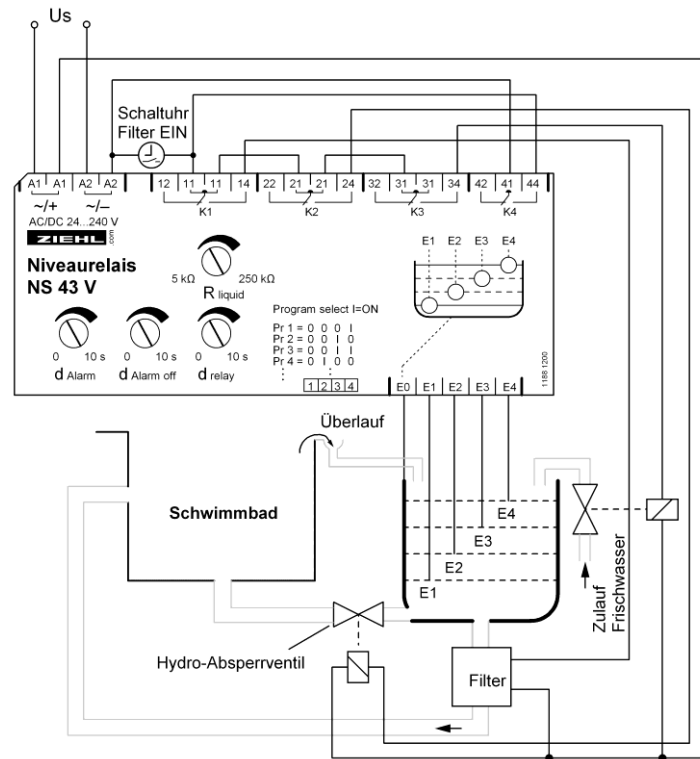 Us
Schaltuhr
Filter EIN
A1 A1 A2 A2 12 11 11 14 22 21 21 24 32 31 31 34 42 41 44
~/+ ~/– K1 K2 K3 K4
AC/DC 24...240 V
ZIEHL.com
Niveaurelais
NS 43 V
5 kΩ 250 kΩ
R liquid
E1 E2 E3 E4
Program select I=ON
Pr 1 = 0 0 0 I
Pr 2 = 0 0 I 0
Pr 3 = 0 0 I I
Pr 4 = 0 I 0 0
0 10 s 0 10 s 0 10 s
d Alarm d Alarm off d relay
1 2 3 4
E0 E1 E2 E3 E4
1188.1200
Überlauf
Schwimmbad
E4
E3
E2
E1
Zulauf
Frischwasser
Hydro-Absperrventil
Filter